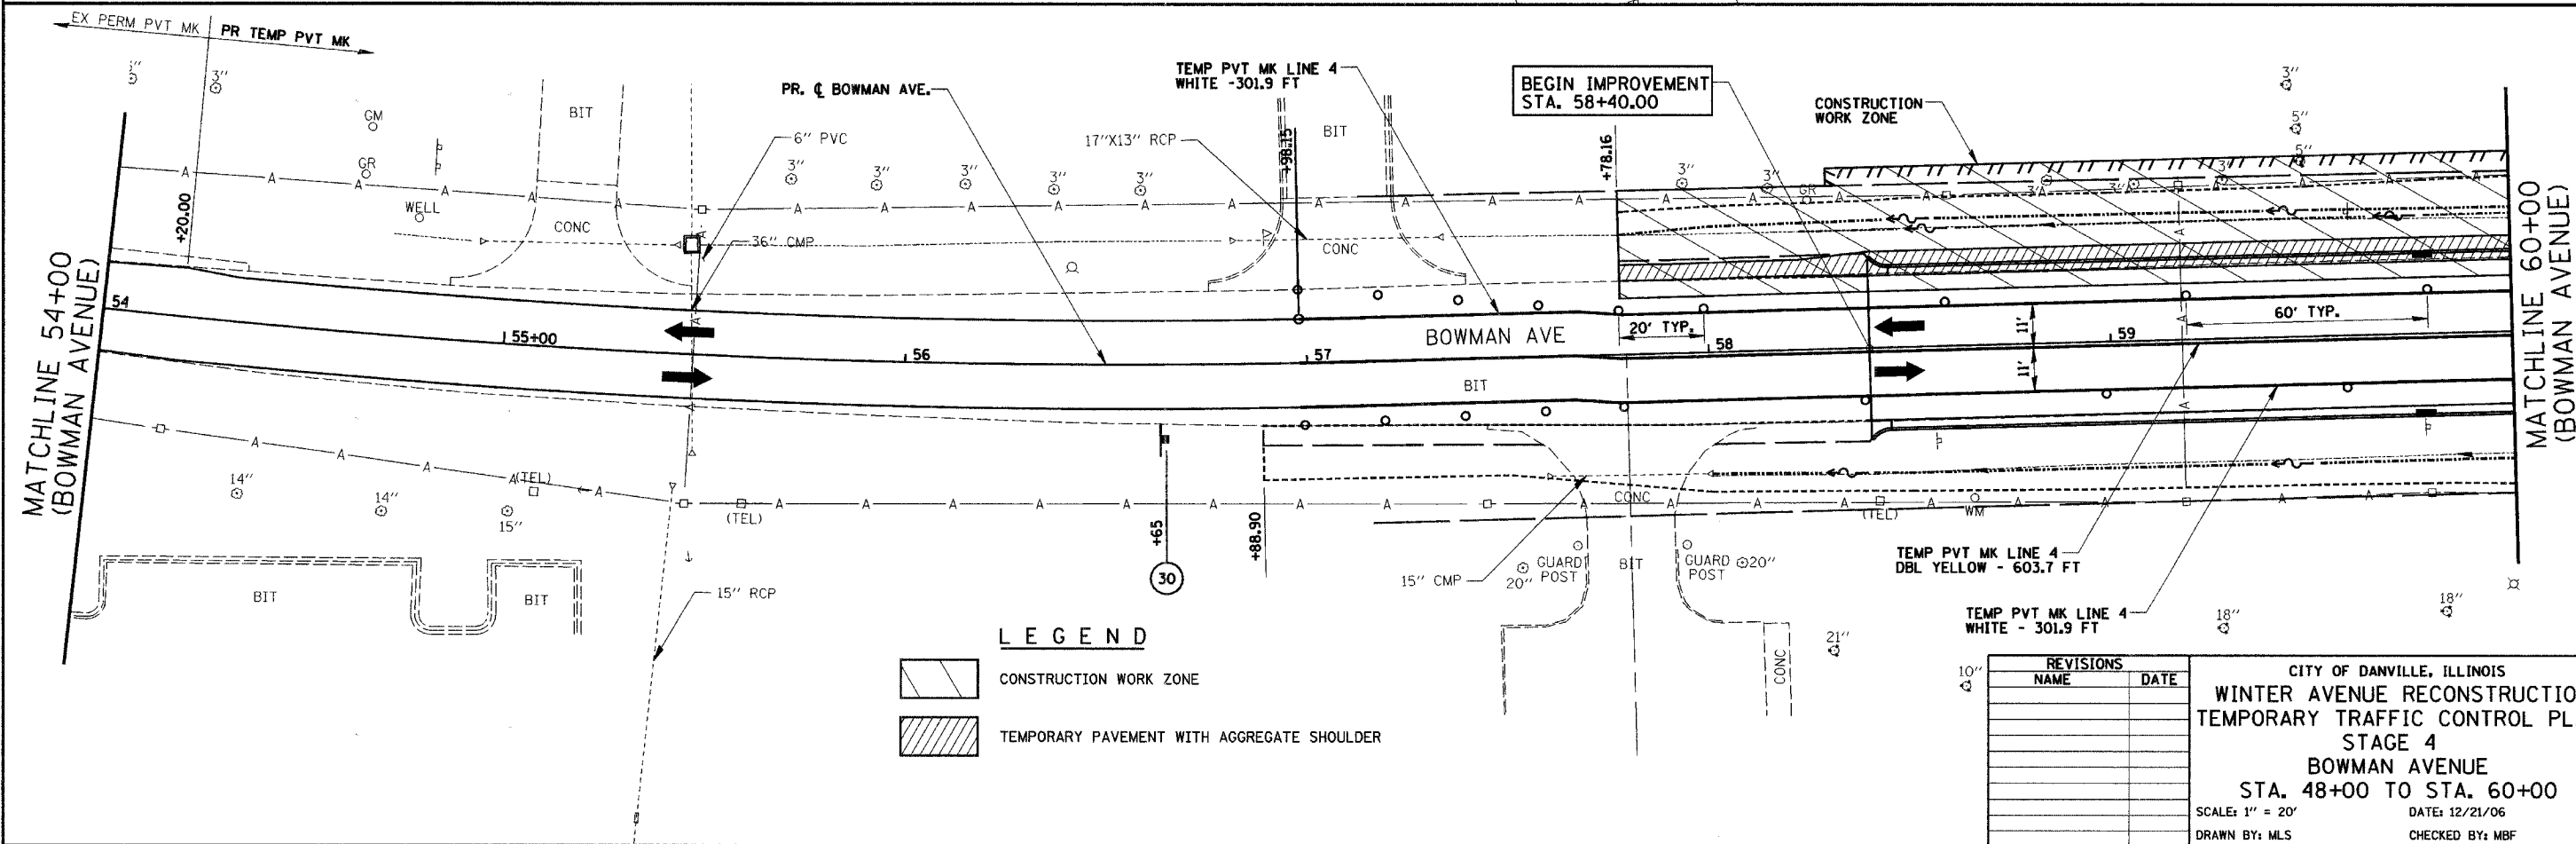 EX PERM PVT MK
PR TEMP PVT MK
3"
3"
GM
BIT
GR
WELL
CONC
+20.00
MATCHLINE 54+00
(BOWMAN AVENUE)
54
55+00
56
57
58
59
PR. ℄ BOWMAN AVE.
6" PVC
36" CMP
3"
3"
3"
3"
3"
TEMP PVT MK LINE 4
WHITE -301.9 FT
17"X13" RCP
+98.15
BIT
CONC
BEGIN IMPROVEMENT
STA. 58+40.00
+78.16
CONSTRUCTION
WORK ZONE
3"
3"
GR
3"
5"
5"
3"
3"
3"
MATCHLINE 60+00
(BOWMAN AVENUE)
BOWMAN AVE
BIT
20' TYP.
11'
11'
60' TYP.
14"
14"
15"
(TEL)
(TEL)
+65
30
+88.90
15" RCP
BIT
BIT
CONC
15" CMP
20"
GUARD
POST
BIT
GUARD
POST
20"
(TEL)
WM
TEMP PVT MK LINE 4
DBL YELLOW - 603.7 FT
TEMP PVT MK LINE 4
WHITE - 301.9 FT
18"
18"
21"
10"
CONC
LEGEND
CONSTRUCTION WORK ZONE
TEMPORARY PAVEMENT WITH AGGREGATE SHOULDER
REVISIONS
NAME DATE
CITY OF DANVILLE, ILLINOIS
WINTER AVENUE RECONSTRUCTIO
TEMPORARY TRAFFIC CONTROL PL
STAGE 4
BOWMAN AVENUE
STA. 48+00 TO STA. 60+00
SCALE: 1" = 20' DATE: 12/21/06
DRAWN BY: MLS CHECKED BY: MBF